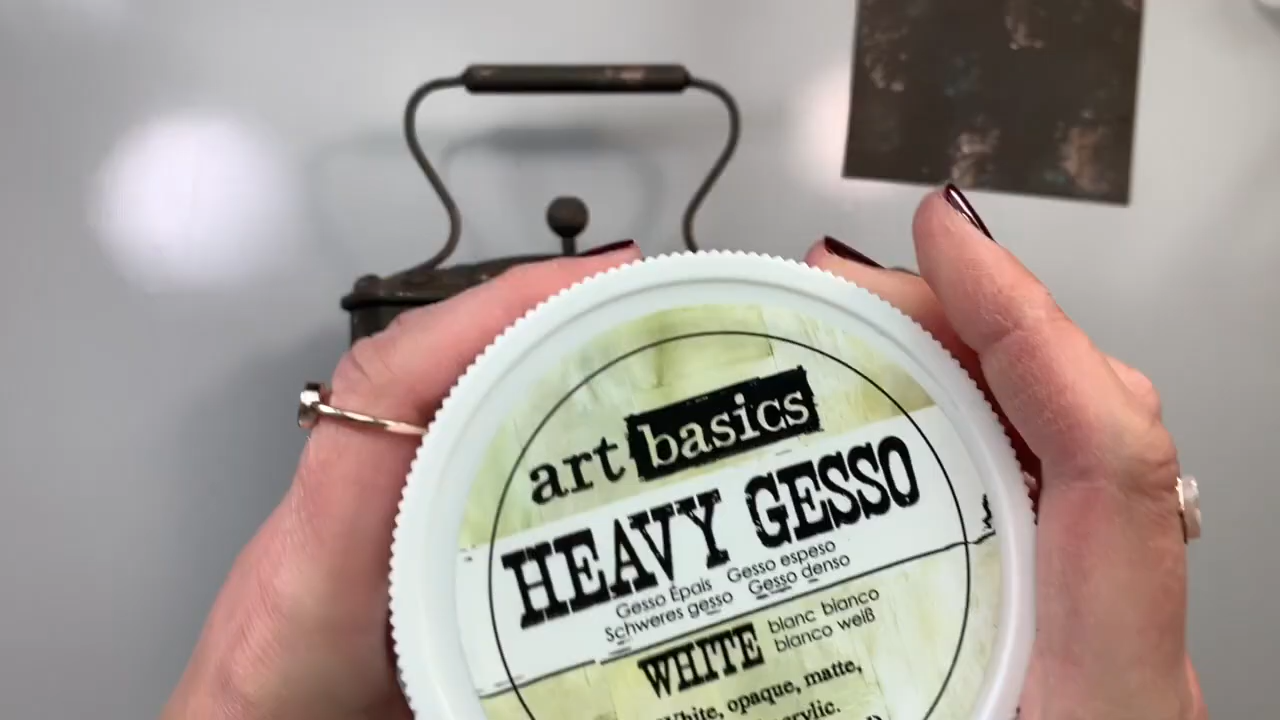 art basics
HEAVY GESSO
Gesso Épais Gesso espeso
Schweres gesso Gesso denso
WHITE blanc bianco
blanco weiß
White, opaque, matte,
acrylic.